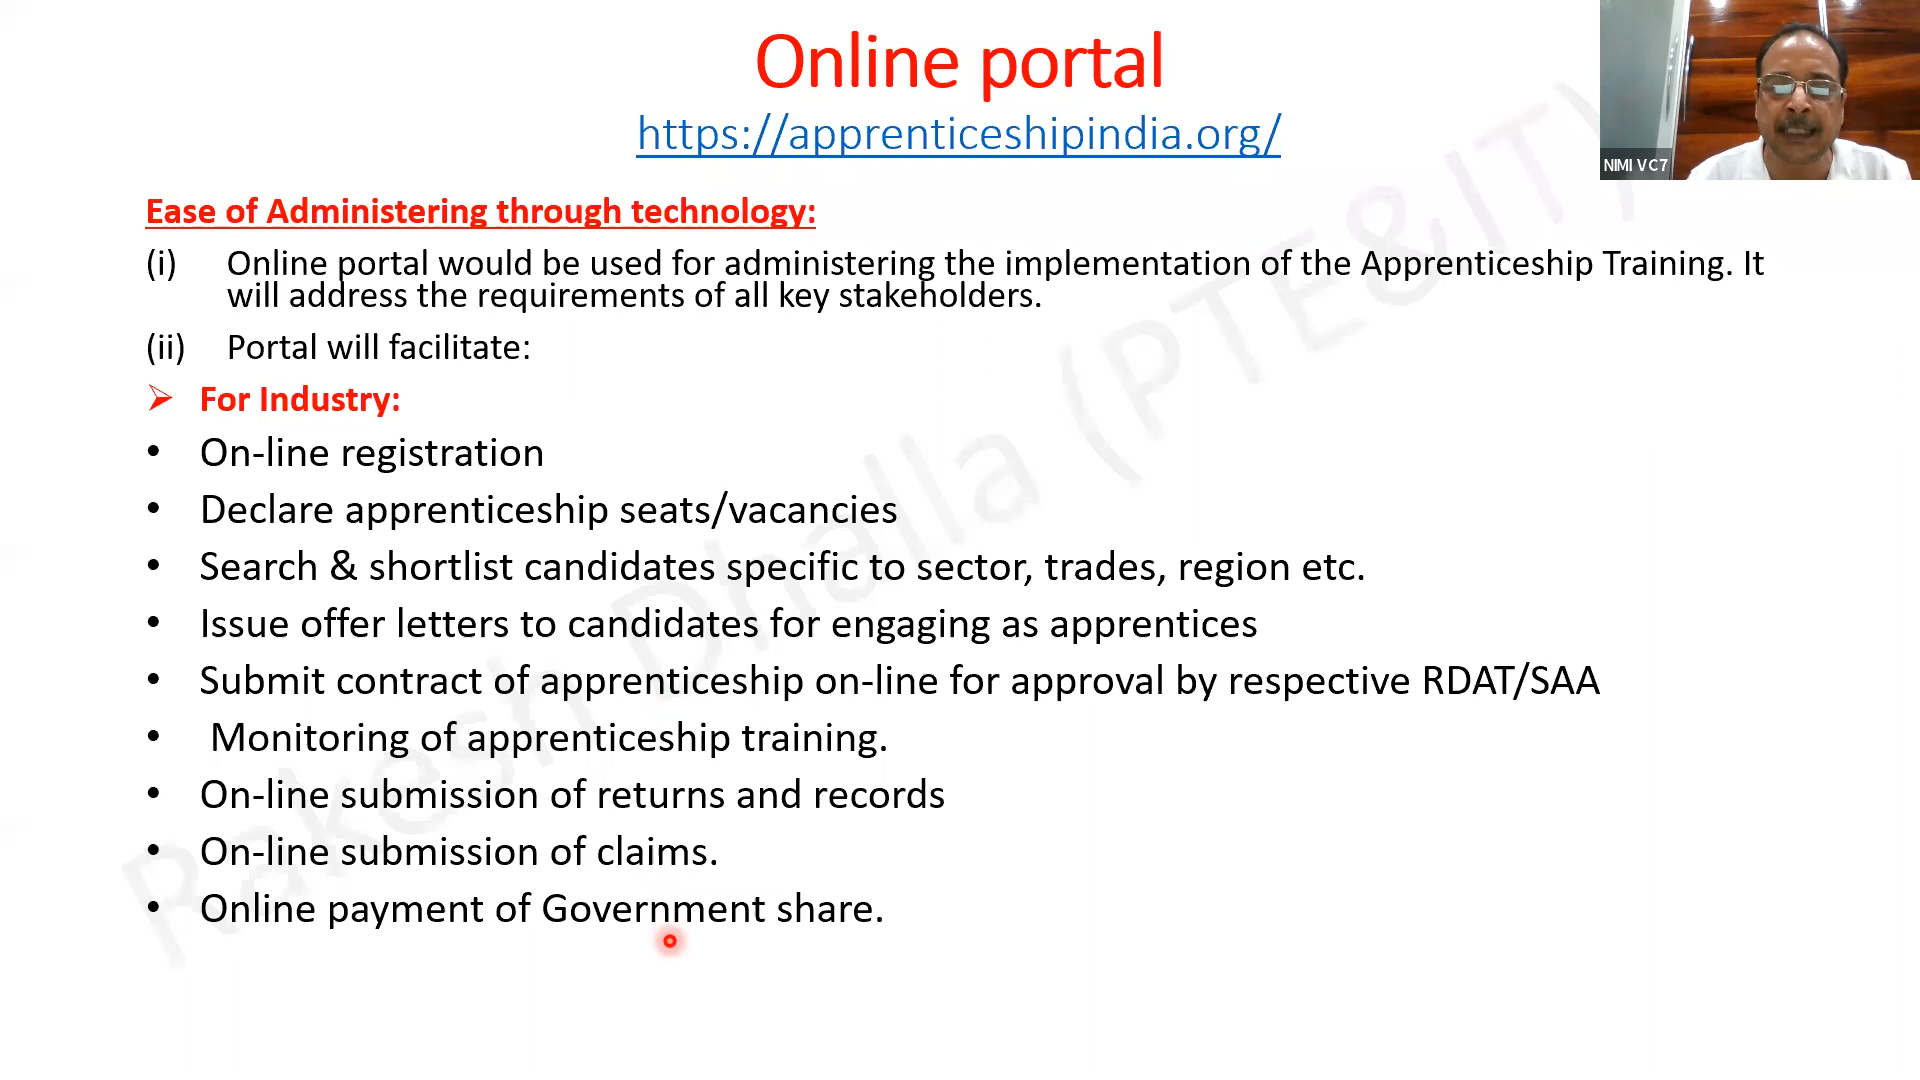 Online portal
https://apprenticeshipindia.org/
NIMI VC7
Ease of Administering through technology:
(i) Online portal would be used for administering the implementation of the Apprenticeship Training. It
will address the requirements of all key stakeholders.
(ii) Portal will facilitate:
➢ For Industry:
• On-line registration
• Declare apprenticeship seats/vacancies
• Search & shortlist candidates specific to sector, trades, region etc.
• Issue offer letters to candidates for engaging as apprentices
• Submit contract of apprenticeship on-line for approval by respective RDAT/SAA
• Monitoring of apprenticeship training.
• On-line submission of returns and records
• On-line submission of claims.
• Online payment of Government share.
Rakesh Dhalla (PTE&IT)